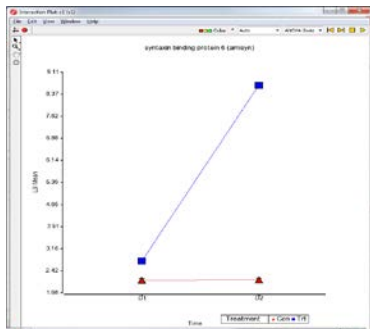 Interaction Plot
File Edit View Window Help
Color Auto
syntaxin binding protein 6 (amisyn)
9.11
8.37
7.62
6.88
6.14
5.39
4.65
3.91
3.16
2.42
1.68
LS Mean
Time
Treatment Con Trt